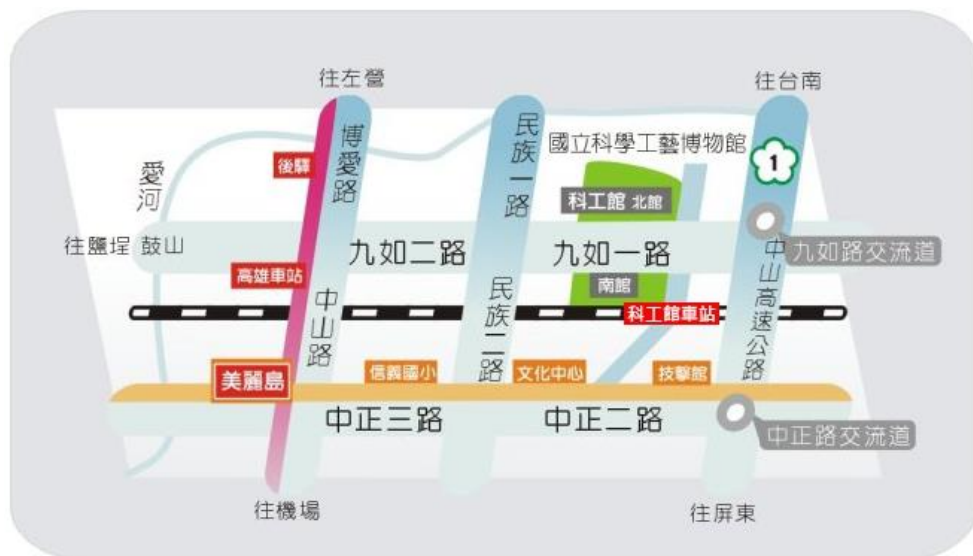 往左營
往台南
愛河
後驛
博愛路
民族一路
國立科學工藝博物館
1
科工館 北館
往鹽埕 鼓山
九如二路
九如一路
九如路交流道
高雄車站
中山路
民族二路
南館
科工館車站
中山高速公路
美麗島
信義國小
文化中心
技擊館
中正三路
中正二路
中正路交流道
往機場
往屏東